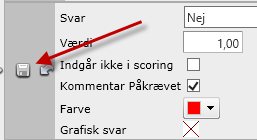 Svar Nej
Værdi 1,00
Indgår ikke i scoring
Kommentar Påkrævet
Farve
Grafisk svar